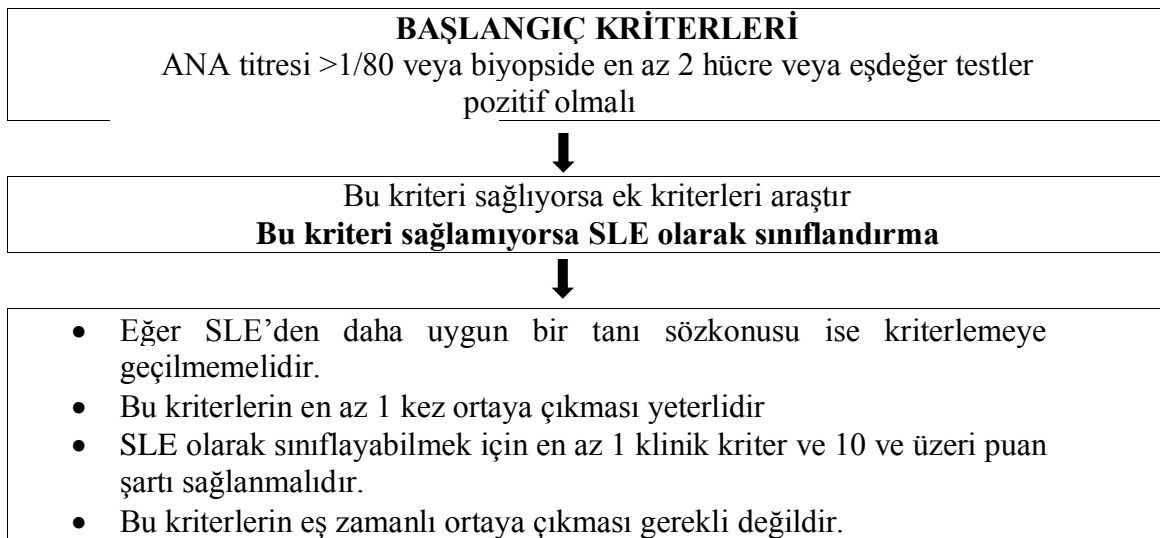 BAŞLANGIÇ KRİTERLERİ
ANA titresi >1/80 veya biyopside en az 2 hücre veya eşdeğer testler
pozitif olmalı
Bu kriteri sağlıyorsa ek kriterleri araştır
Bu kriteri sağlamıyorsa SLE olarak sınıflandırma
• Eğer SLE’den daha uygun bir tanı sözkonusu ise kriterlemeye
geçilmemelidir.
• Bu kriterlerin en az 1 kez ortaya çıkması yeterlidir
• SLE olarak sınıflayabilmek için en az 1 klinik kriter ve 10 ve üzeri puan
şartı sağlanmalıdır.
• Bu kriterlerin eş zamanlı ortaya çıkması gerekli değildir.